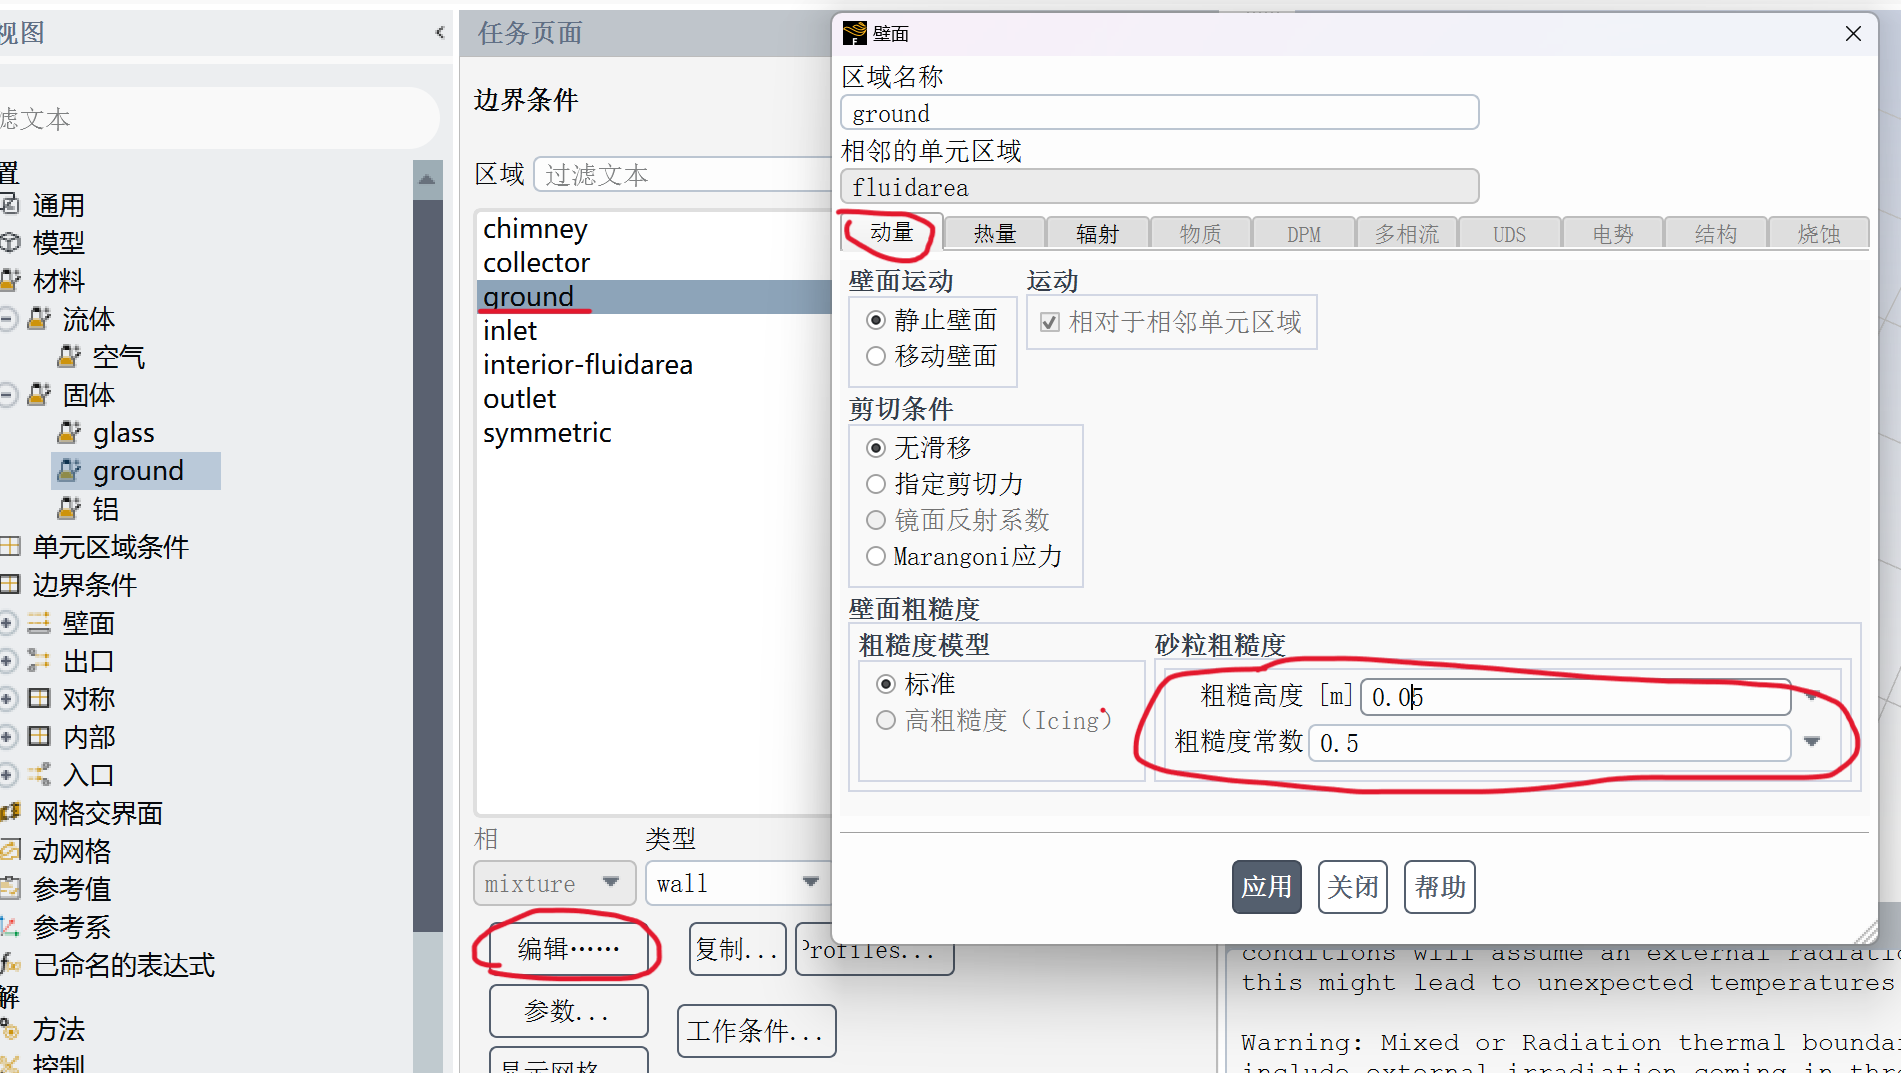 视图
滤文本
置
通用
模型
材料
流体
空气
固体
glass
ground
铝
单元区域条件
边界条件
壁面
出口
对称
内部
入口
网格交界面
动网格
参考值
参考系
已命名的表达式
解
方法
控制
任务页面
边界条件
区域 过滤文本
chimney
collector
ground
inlet
interior-fluidarea
outlet
symmetric
相 类型
mixture wall
编辑…… 复制... Profiles...
参数... 工作条件...
显示网格
壁面
区域名称
ground
相邻的单元区域
fluidarea
动量 热量 辐射 物质 DPM 多相流 UDS 电势 结构 烧蚀
壁面运动 运动
静止壁面 相对于相邻单元区域
移动壁面
剪切条件
无滑移
指定剪切力
镜面反射系数
Marangoni应力
壁面粗糙度
粗糙度模型 砂粒粗糙度
标准 粗糙高度 [m] 0.05
高粗糙度（Icing） 粗糙度常数 0.5
应用 关闭 帮助
conditions will assume an external radiatio
this might lead to unexpected temperatures
Warning: Mixed or Radiation thermal boundar
include external irradiation coming in thro